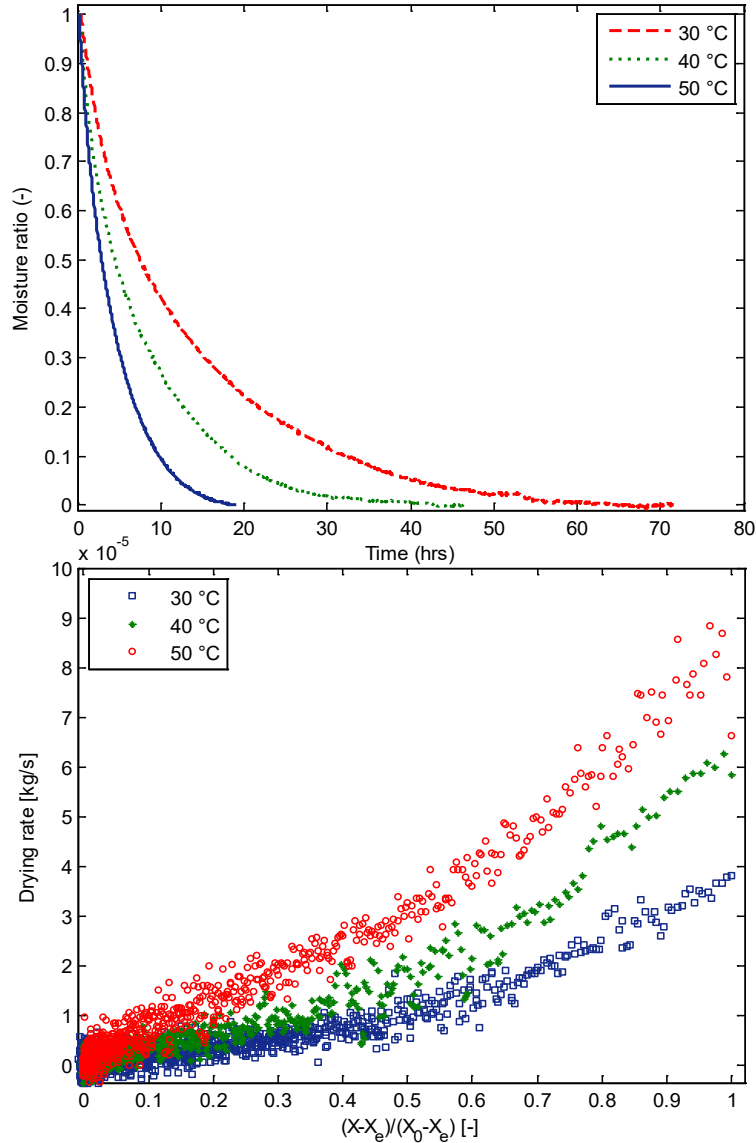 1
0.9
0.8
0.7
0.6
0.5
0.4
0.3
0.2
0.1
0
Moisture ratio (-)
30 °C
40 °C
50 °C
0 10 20 30 40 50 60 70 80
Time (hrs)
x 10^-5
10
9
8
7
6
5
4
3
2
1
0
Drying rate [kg/s]
30 °C
40 °C
50 °C
0 0.1 0.2 0.3 0.4 0.5 0.6 0.7 0.8 0.9 1
(X-X_e)/(X_0-X_e) [-]